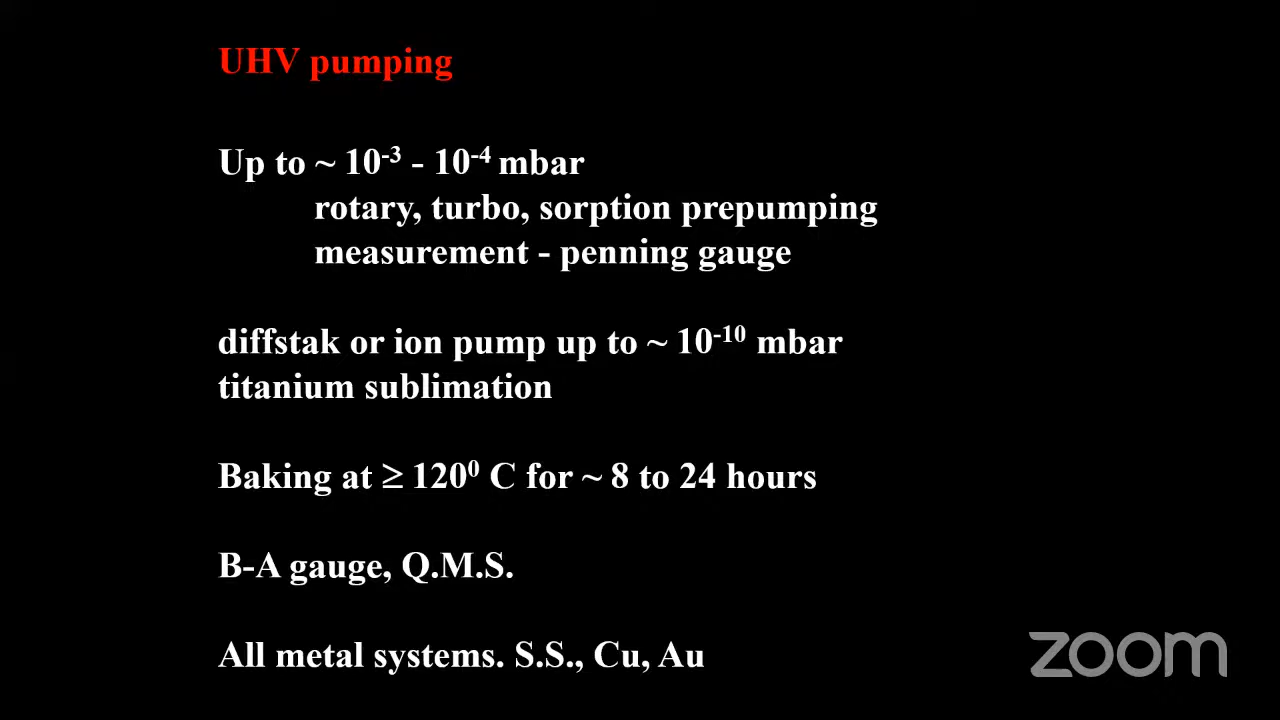 UHV pumping
Up to ~ 10⁻³ - 10⁻⁴ mbar
rotary, turbo, sorption prepumping
measurement - penning gauge
diffstak or ion pump up to ~ 10⁻¹⁰ mbar
titanium sublimation
Baking at ≥ 120⁰ C for ~ 8 to 24 hours
B-A gauge, Q.M.S.
All metal systems. S.S., Cu, Au
zoom